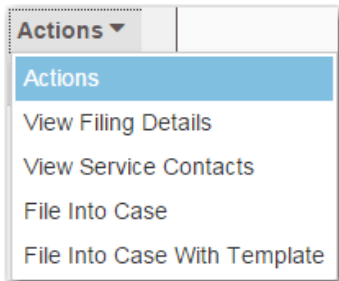 Actions ▼
Actions
View Filing Details
View Service Contacts
File Into Case
File Into Case With Template